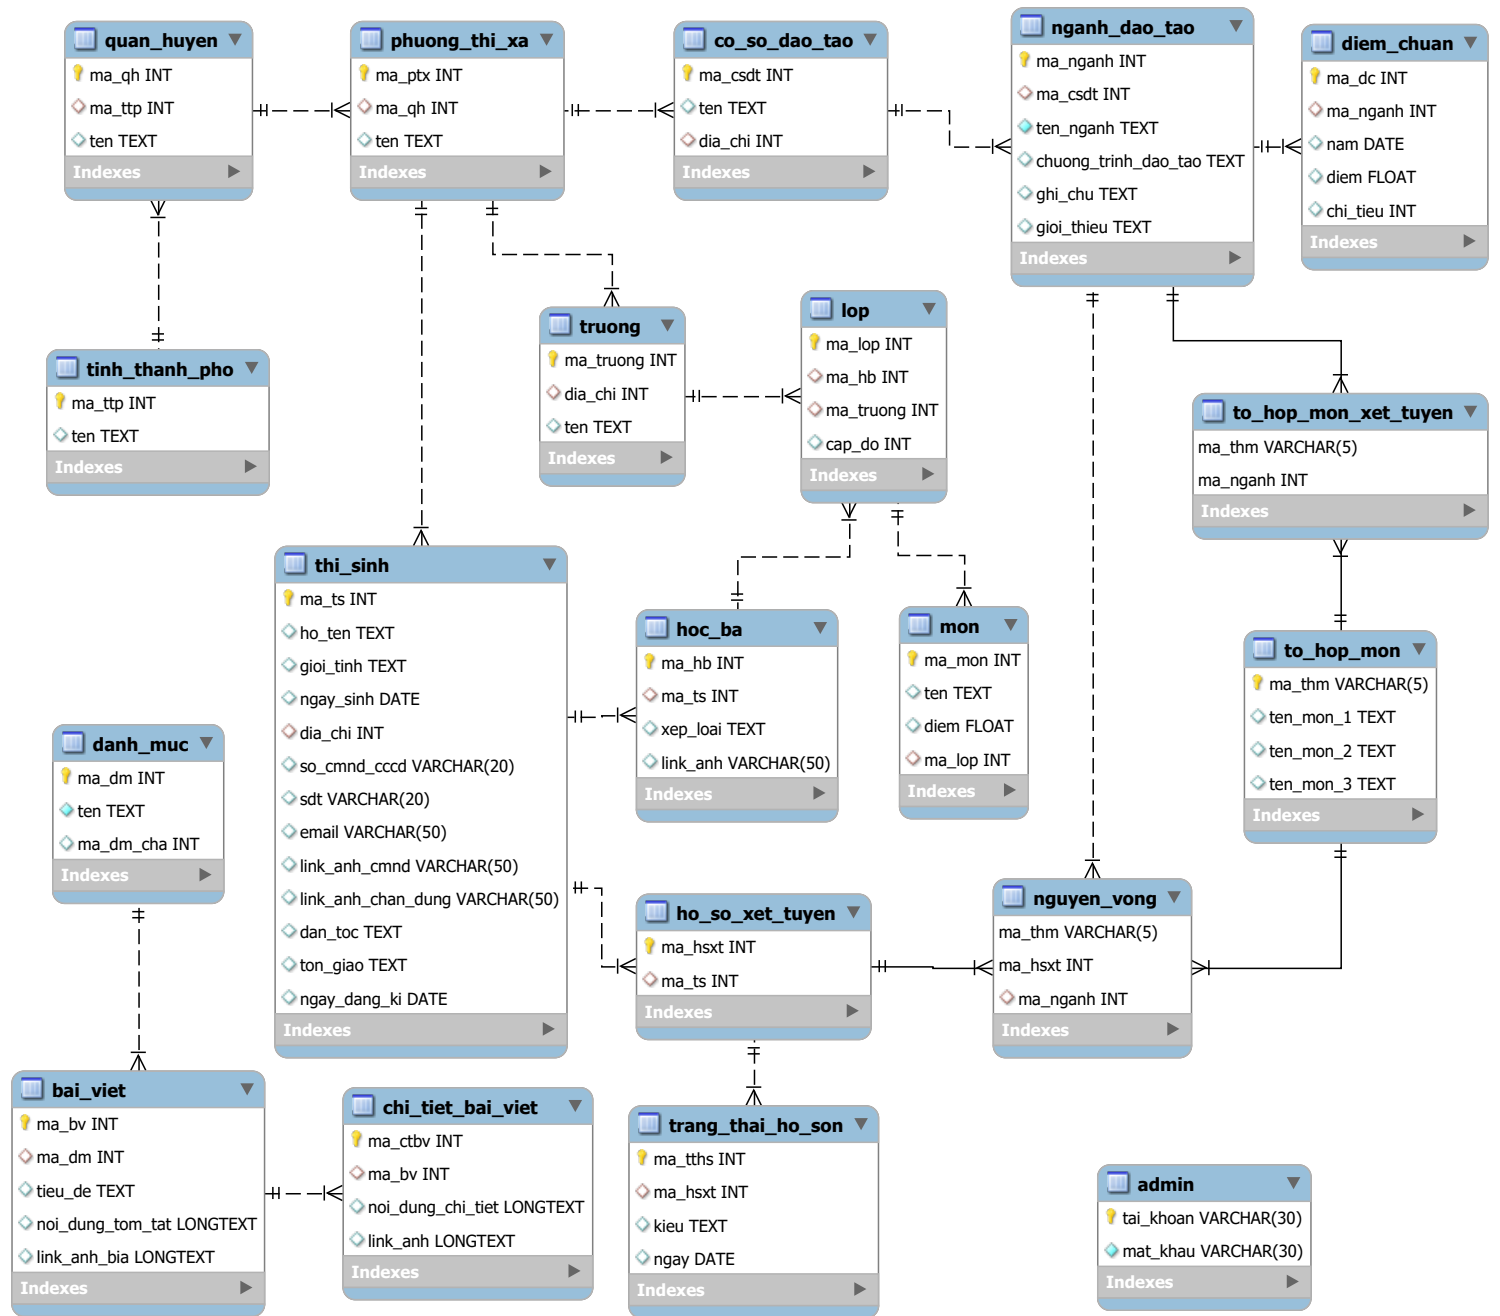 quan_huyen
ma_qh INT
ma_ttp INT
ten TEXT
Indexes
phuong_thi_xa
ma_ptx INT
ma_qh INT
ten TEXT
Indexes
co_so_dao_tao
ma_csdt INT
ten TEXT
dia_chi INT
Indexes
nganh_dao_tao
ma_nganh INT
ma_csdt INT
ten_nganh TEXT
chuong_trinh_dao_tao TEXT
ghi_chu TEXT
gioi_thieu TEXT
Indexes
diem_chuan
ma_dc INT
ma_nganh INT
nam DATE
diem FLOAT
chi_tieu INT
Indexes
tinh_thanh_pho
ma_ttp INT
ten TEXT
Indexes
truong
ma_truong INT
dia_chi INT
ten TEXT
Indexes
lop
ma_lop INT
ma_hb INT
ma_truong INT
cap_do INT
Indexes
to_hop_mon_xet_tuyen
ma_thm VARCHAR(5)
ma_nganh INT
Indexes
thi_sinh
ma_ts INT
ho_ten TEXT
gioi_tinh TEXT
ngay_sinh DATE
dia_chi INT
so_cmnd_cccd VARCHAR(20)
sdt VARCHAR(20)
email VARCHAR(50)
link_anh_cmnd VARCHAR(50)
link_anh_chan_dung VARCHAR(50)
dan_toc TEXT
ton_giao TEXT
ngay_dang_ki DATE
Indexes
hoc_ba
ma_hb INT
ma_ts INT
xep_loai TEXT
link_anh VARCHAR(50)
Indexes
mon
ma_mon INT
ten TEXT
diem FLOAT
ma_lop INT
Indexes
to_hop_mon
ma_thm VARCHAR(5)
ten_mon_1 TEXT
ten_mon_2 TEXT
ten_mon_3 TEXT
Indexes
danh_muc
ma_dm INT
ten TEXT
ma_dm_cha INT
Indexes
ho_so_xet_tuyen
ma_hsxt INT
ma_ts INT
Indexes
nguyen_vong
ma_thm VARCHAR(5)
ma_hsxt INT
ma_nganh INT
Indexes
bai_viet
ma_bv INT
ma_dm INT
tieu_de TEXT
noi_dung_tom_tat LONGTEXT
link_anh_bia LONGTEXT
Indexes
chi_tiet_bai_viet
ma_ctbv INT
ma_bv INT
noi_dung_chi_tiet LONGTEXT
link_anh LONGTEXT
Indexes
trang_thai_ho_son
ma_tths INT
ma_hsxt INT
kieu TEXT
ngay DATE
Indexes
admin
tai_khoan VARCHAR(30)
mat_khau VARCHAR(30)
Indexes